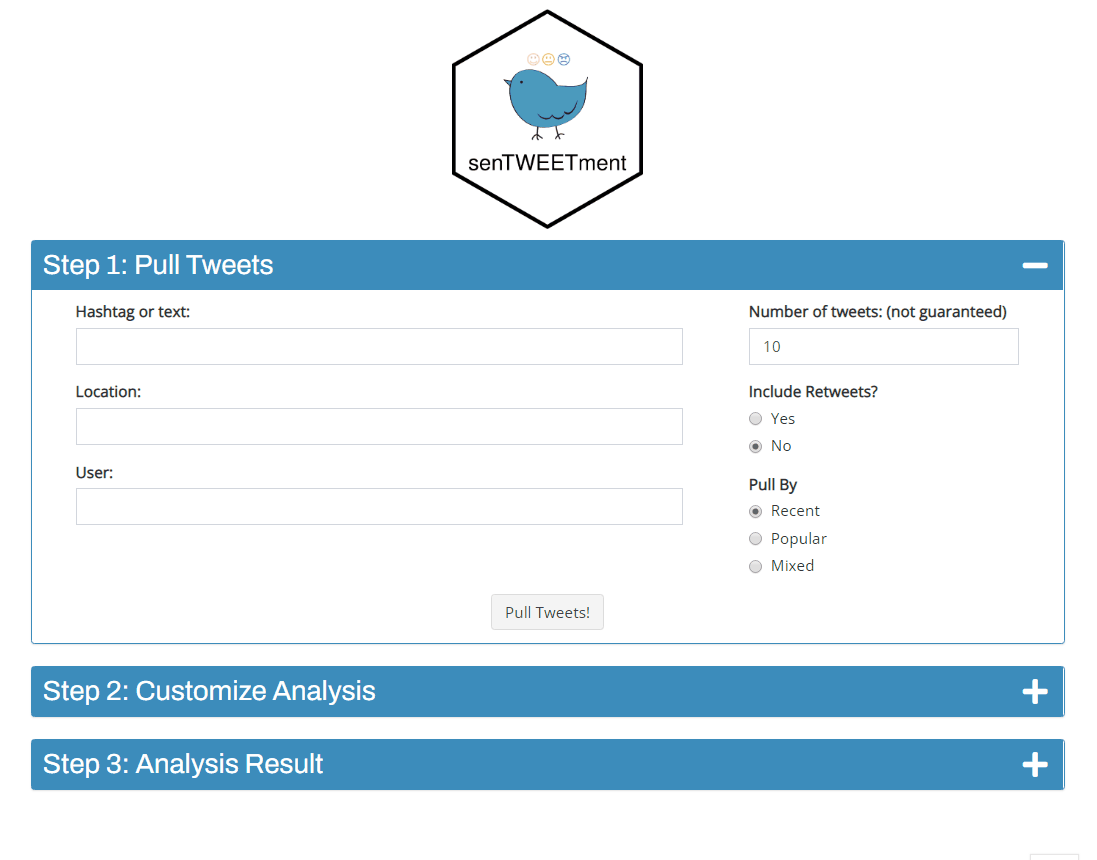 senTWEETment
Step 1: Pull Tweets
Hashtag or text:
Location:
User:
Number of tweets: (not guaranteed)
10
Include Retweets?
Yes
No
Pull By
Recent
Popular
Mixed
Pull Tweets!
Step 2: Customize Analysis
Step 3: Analysis Result